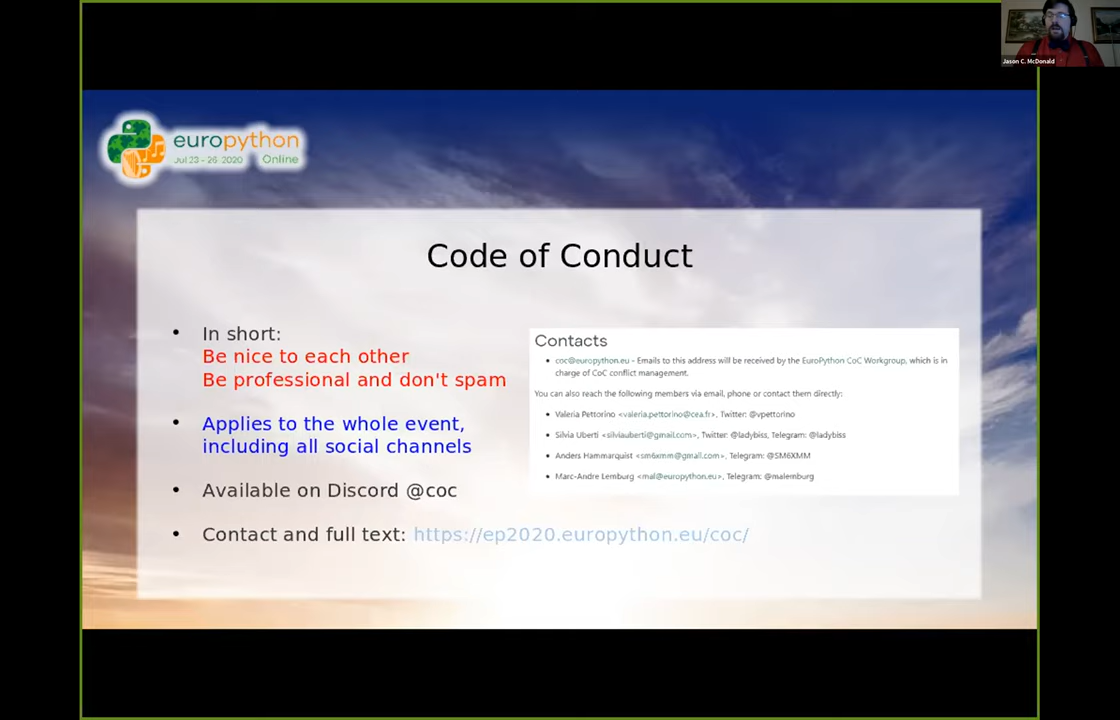 Jason C. McDonald
europython
Jul 23 - 26 2020 Online
Code of Conduct
• In short:
Be nice to each other
Be professional and don't spam
• Applies to the whole event,
including all social channels
• Available on Discord @coc
• Contact and full text: https://ep2020.europython.eu/coc/
Contacts
• coc@europython.eu - Emails to this address will be received by the EuroPython CoC Workgroup, which is in
charge of CoC conflict management.
You can also reach the following members via email, phone or contact them directly:
• Valeria Pettorino <valeria.pettorino@cea.fr>, Twitter: @vpettorino
• Silvia Uberti <silviauberti@gmail.com>, Twitter: @ladybiss, Telegram: @ladybiss
• Anders Hammarquist <sm6xmm@gmail.com>, Telegram: @SM6XMM
• Marc-Andre Lemburg <mal@europython.eu>, Telegram: @malemburg